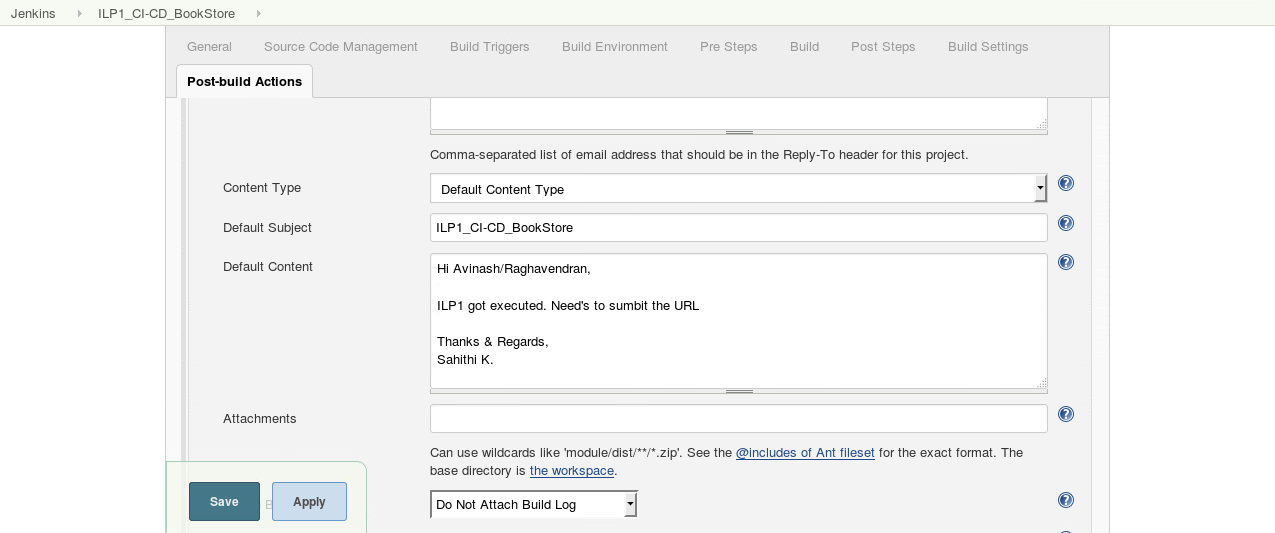 Jenkins ILP1_CI-CD_BookStore
General Source Code Management Build Triggers Build Environment Pre Steps Build Post Steps Build Settings
Post-build Actions
Comma-separated list of email address that should be in the Reply-To header for this project.
Content Type Default Content Type
Default Subject ILP1_CI-CD_BookStore
Default Content
Hi Avinash/Raghavendran,
ILP1 got executed. Need's to sumbit the URL
Thanks & Regards,
Sahithi K.
Attachments
Can use wildcards like 'module/dist/**/*.zip'. See the @includes of Ant fileset for the exact format. The
base directory is the workspace.
Save Apply Do Not Attach Build Log